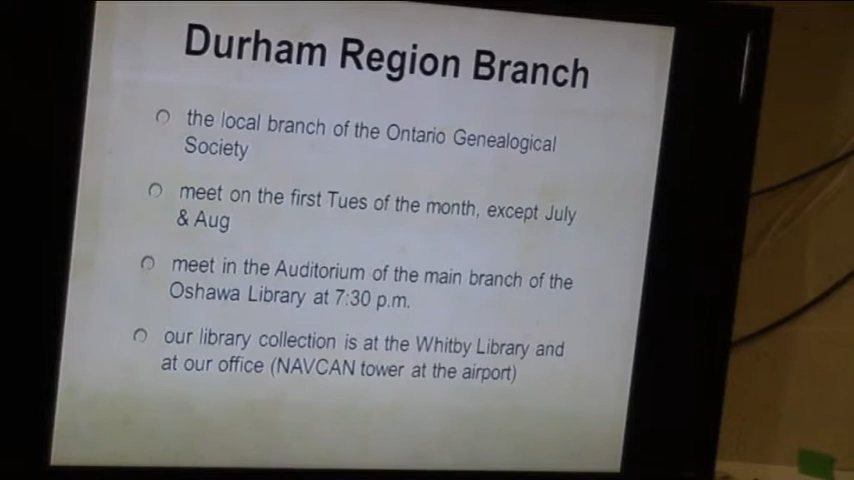 Durham Region Branch
the local branch of the Ontario Genealogical
Society
meet on the first Tues of the month, except July
& Aug
meet in the Auditorium of the main branch of the
Oshawa Library at 7:30 p.m.
our library collection is at the Whitby Library and
at our office (NAVCAN tower at the airport)